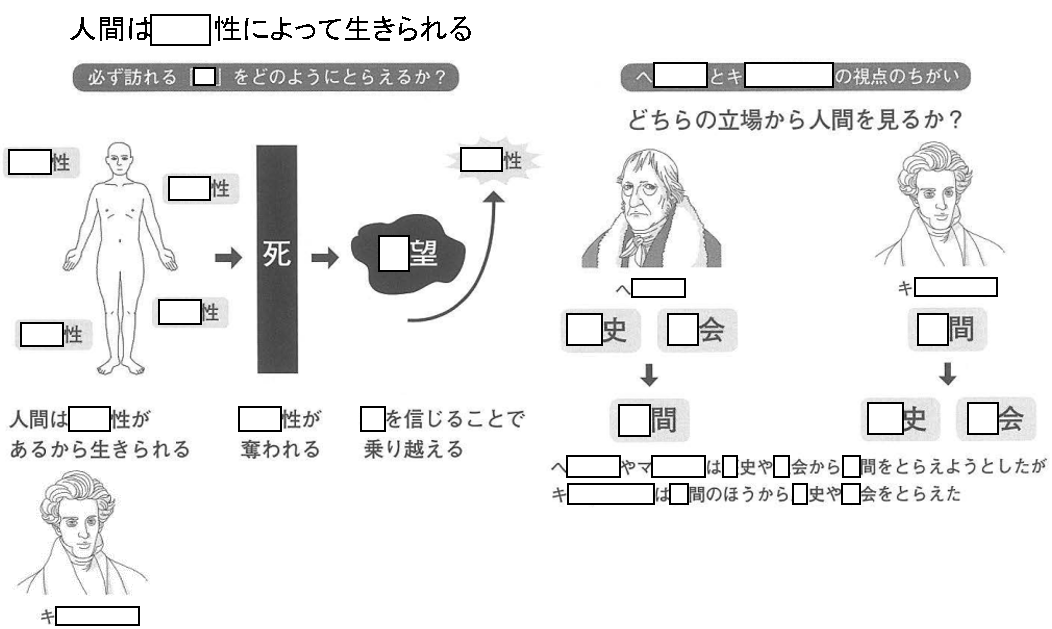 人間は 性によって生きられる
必ず訪れる [ ] をどのようにとらえるか？
性
性
性
性
死
望
性
人間は 性が
あるから生きられる
性が
奪われる
を信じることで
乗り越える
キ
ヘ とキ の視点のちがい
どちらの立場から人間を見るか？
ヘ
キ
史 会
間
間
史 会
ヘ やマ は 史や 会から 間をとらえようとしたが
キ は 間のほうから 史や 会をとらえた